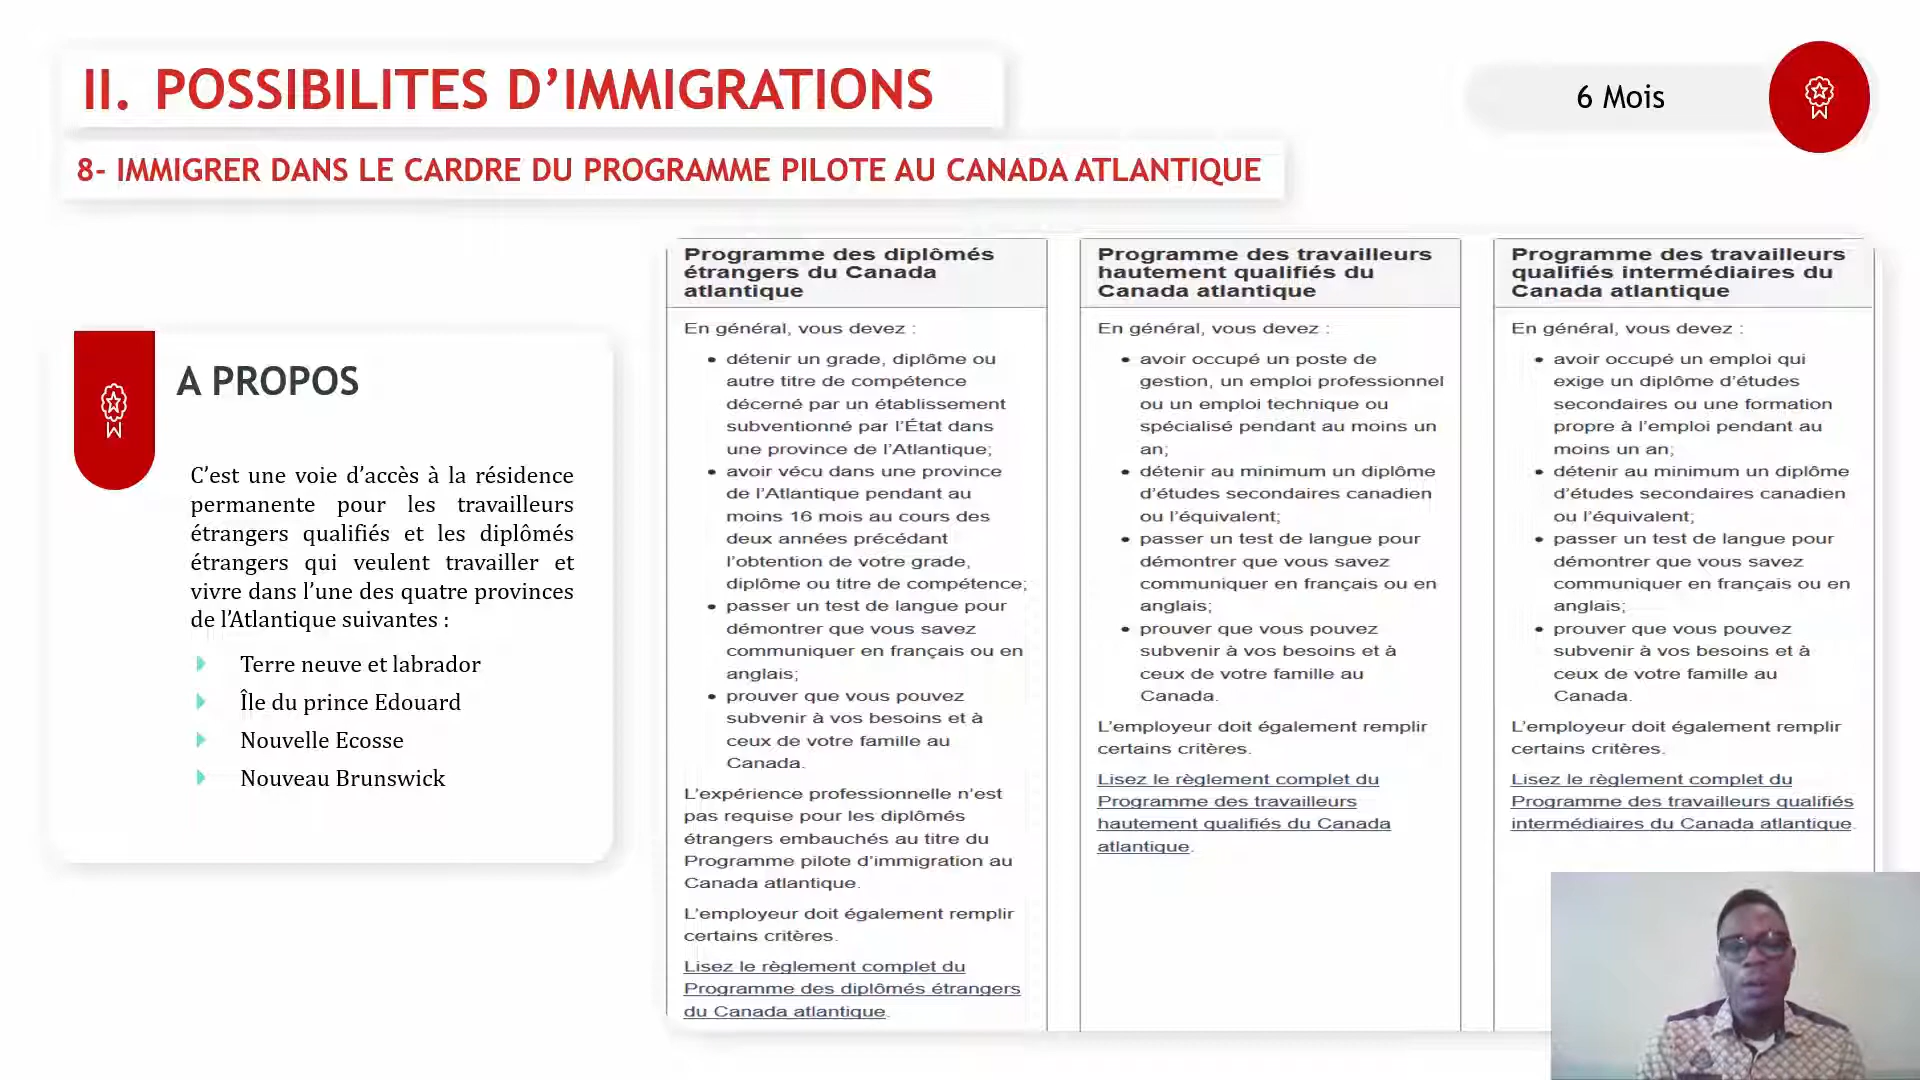 II. POSSIBILITES D’IMMIGRATIONS
6 Mois
8- IMMIGRER DANS LE CARDRE DU PROGRAMME PILOTE AU CANADA ATLANTIQUE
A PROPOS
C’est une voie d’accès à la résidence
permanente pour les travailleurs
étrangers qualifiés et les diplômés
étrangers qui veulent travailler et
vivre dans l’une des quatre provinces
de l’Atlantique suivantes :
Terre neuve et labrador
Île du prince Edouard
Nouvelle Ecosse
Nouveau Brunswick
Programme des diplômés
étrangers du Canada
atlantique
En général, vous devez :
• détenir un grade, diplôme ou
autre titre de compétence
décerné par un établissement
subventionné par l’État dans
une province de l’Atlantique;
• avoir vécu dans une province
de l’Atlantique pendant au
moins 16 mois au cours des
deux années précédant
l’obtention de votre grade,
diplôme ou titre de compétence;
• passer un test de langue pour
démontrer que vous savez
communiquer en français ou en
anglais;
• prouver que vous pouvez
subvenir à vos besoins et à
ceux de votre famille au
Canada.
L’expérience professionnelle n’est
pas requise pour les diplômés
étrangers embauchés au titre du
Programme pilote d’immigration au
Canada atlantique.
L’employeur doit également remplir
certains critères.
Lisez le règlement complet du
Programme des diplômés étrangers
du Canada atlantique.
Programme des travailleurs
hautement qualifiés du
Canada atlantique
En général, vous devez :
• avoir occupé un poste de
gestion, un emploi professionnel
ou un emploi technique ou
spécialisé pendant au moins un
an;
• détenir au minimum un diplôme
d’études secondaires canadien
ou l’équivalent;
• passer un test de langue pour
démontrer que vous savez
communiquer en français ou en
anglais;
• prouver que vous pouvez
subvenir à vos besoins et à
ceux de votre famille au
Canada.
L’employeur doit également remplir
certains critères.
Lisez le règlement complet du
Programme des travailleurs
hautement qualifiés du Canada
atlantique.
Programme des travailleurs
qualifiés intermédiaires du
Canada atlantique
En général, vous devez :
• avoir occupé un emploi qui
exige un diplôme d’études
secondaires ou une formation
propre à l’emploi pendant au
moins un an;
• détenir au minimum un diplôme
d’études secondaires canadien
ou l’équivalent;
• passer un test de langue pour
démontrer que vous savez
communiquer en français ou en
anglais;
• prouver que vous pouvez
subvenir à vos besoins et à
ceux de votre famille au
Canada.
L’employeur doit également remplir
certains critères.
Lisez le règlement complet du
Programme des travailleurs qualifiés
intermédiaires du Canada atlantique.